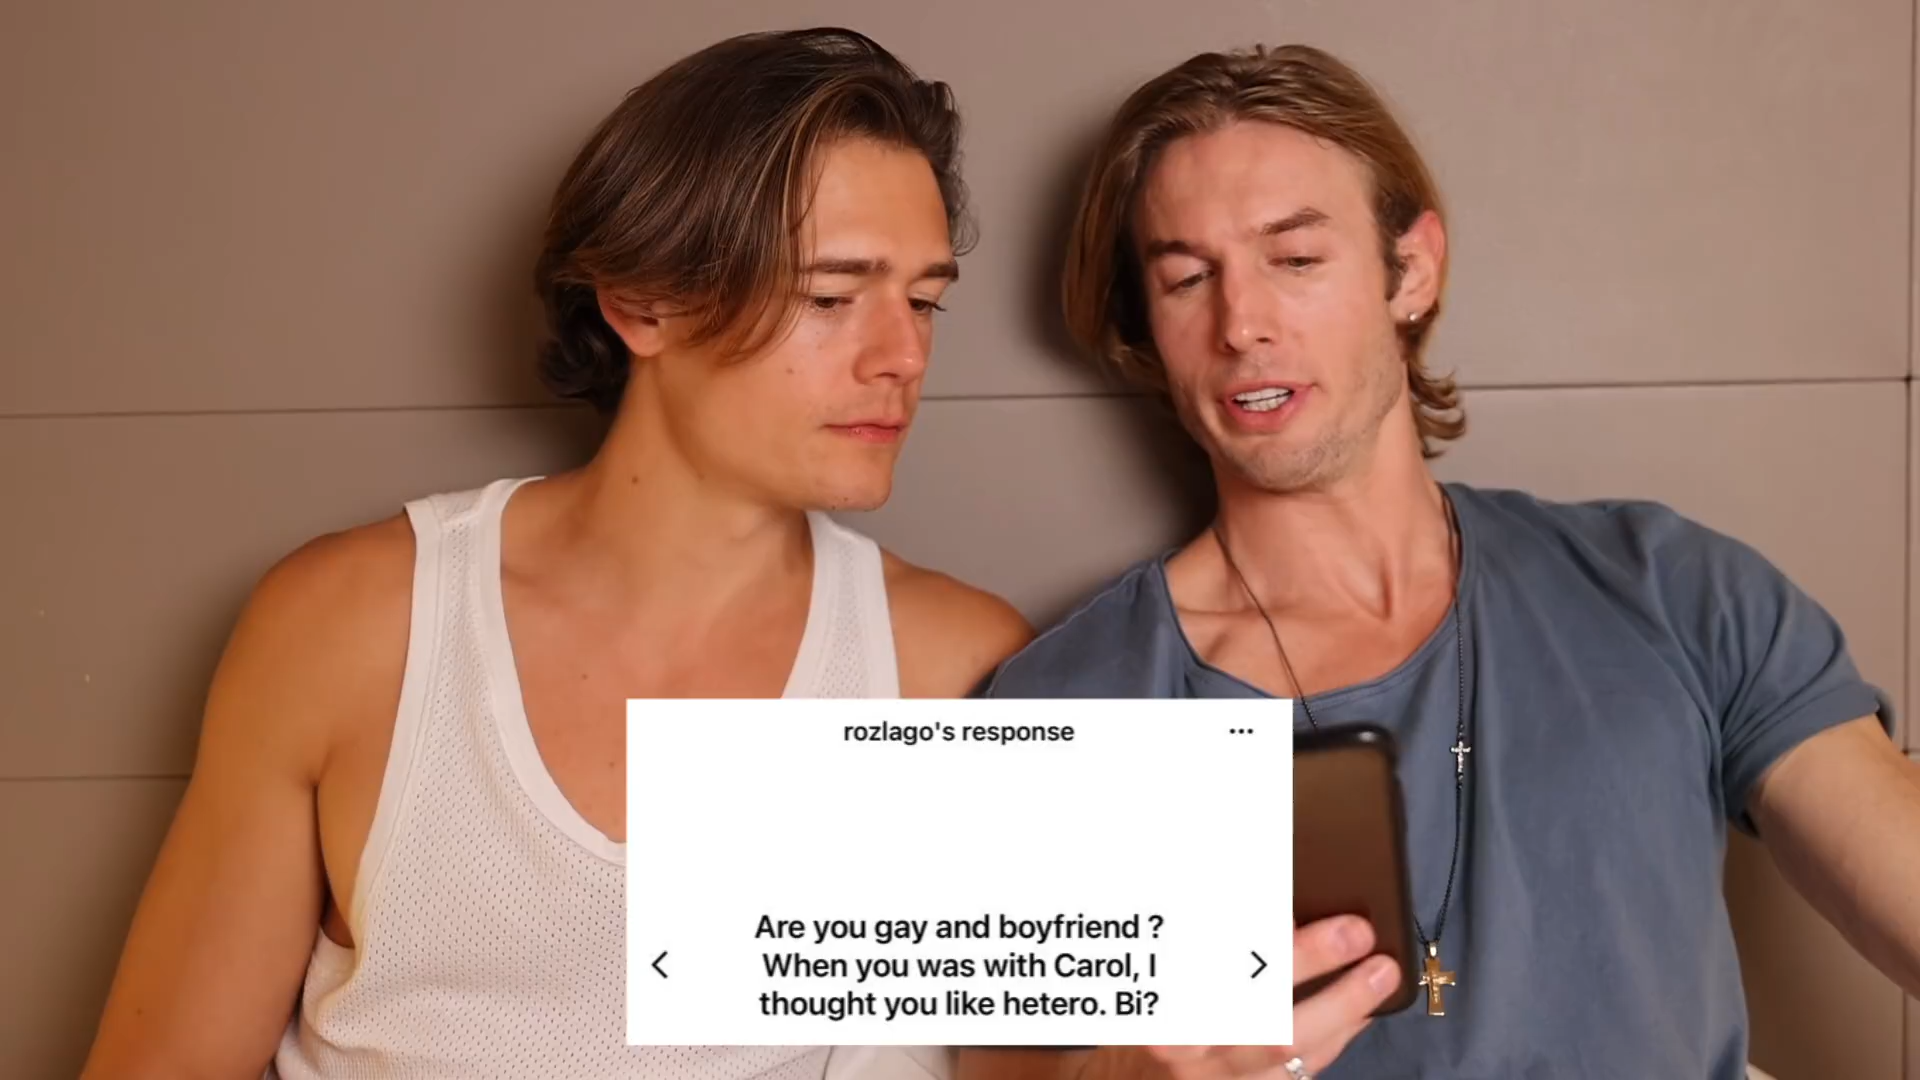 rozlago's response
Are you gay and boyfriend ?
When you was with Carol, I
thought you like hetero. Bi?